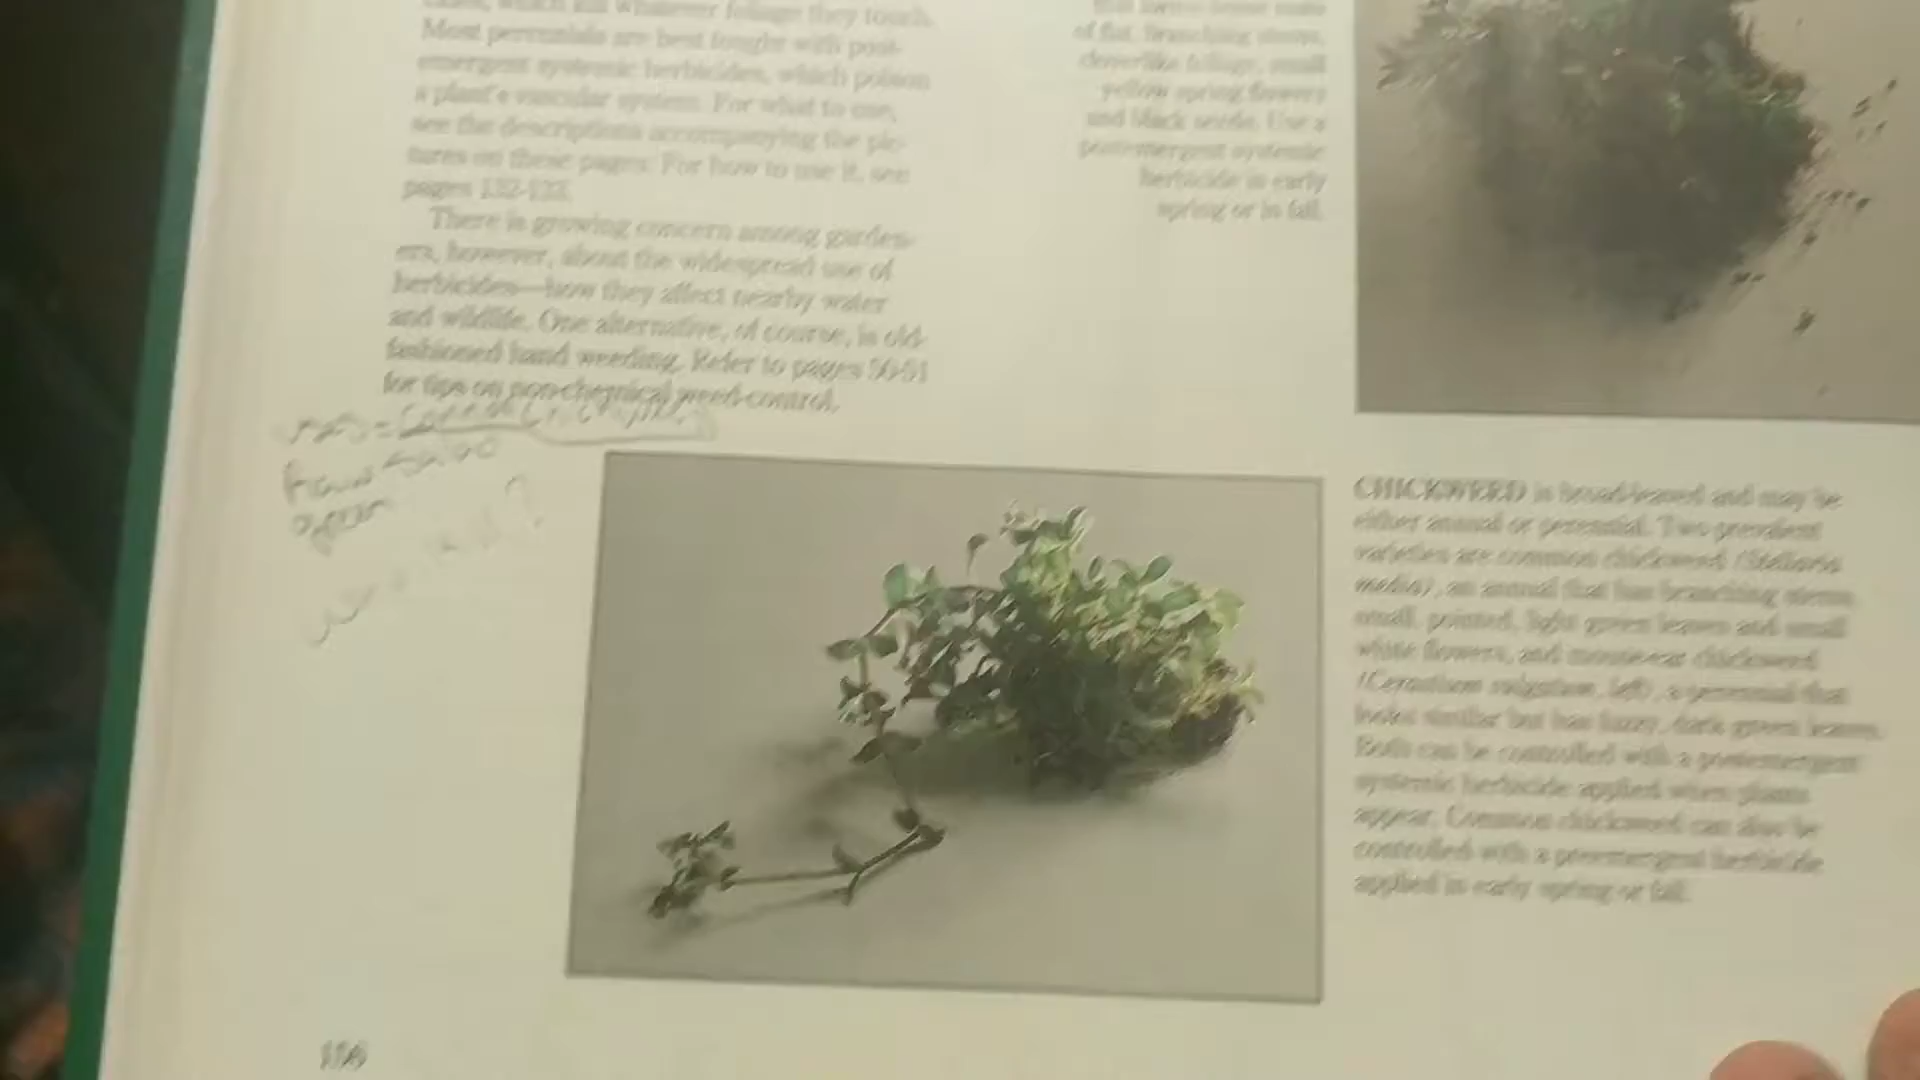 whatever foliage they touch.
Most perennials are best fought with post-
emergent systemic herbicides, which poison
a plant's vascular system. For what to use,
see the descriptions accompanying the pic-
tures on these pages. For how to use it, see
pages 132-133.
There is growing concern among garden-
ers, however, about the widespread use of
herbicides—how they affect nearby water
and wildlife. One alternative, of course, is old-
fashioned hand weeding. Refer to pages 50-51
for tips on non-chemical weed-control.
of flat, branching stems,
cloverlike foliage, small
yellow spring flowers
and black seeds. Use a
postemergent systemic
herbicide in early
spring or in fall.
CHICKWEED is broad-leaved and may be
either annual or perennial. Two prevalent
varieties are common chickweed (Stellaria
media), an annual that has branching stems,
small, pointed, light green leaves and small
white flowers, and mouse-ear chickweed
(Cerastium vulgatum, left), a perennial that
looks similar but has fuzzy, dark green leaves.
Both can be controlled with a postemergent
systemic herbicide applied when plants
appear. Common chickweed can also be
controlled with a preemergent herbicide
applied in early spring or fall.